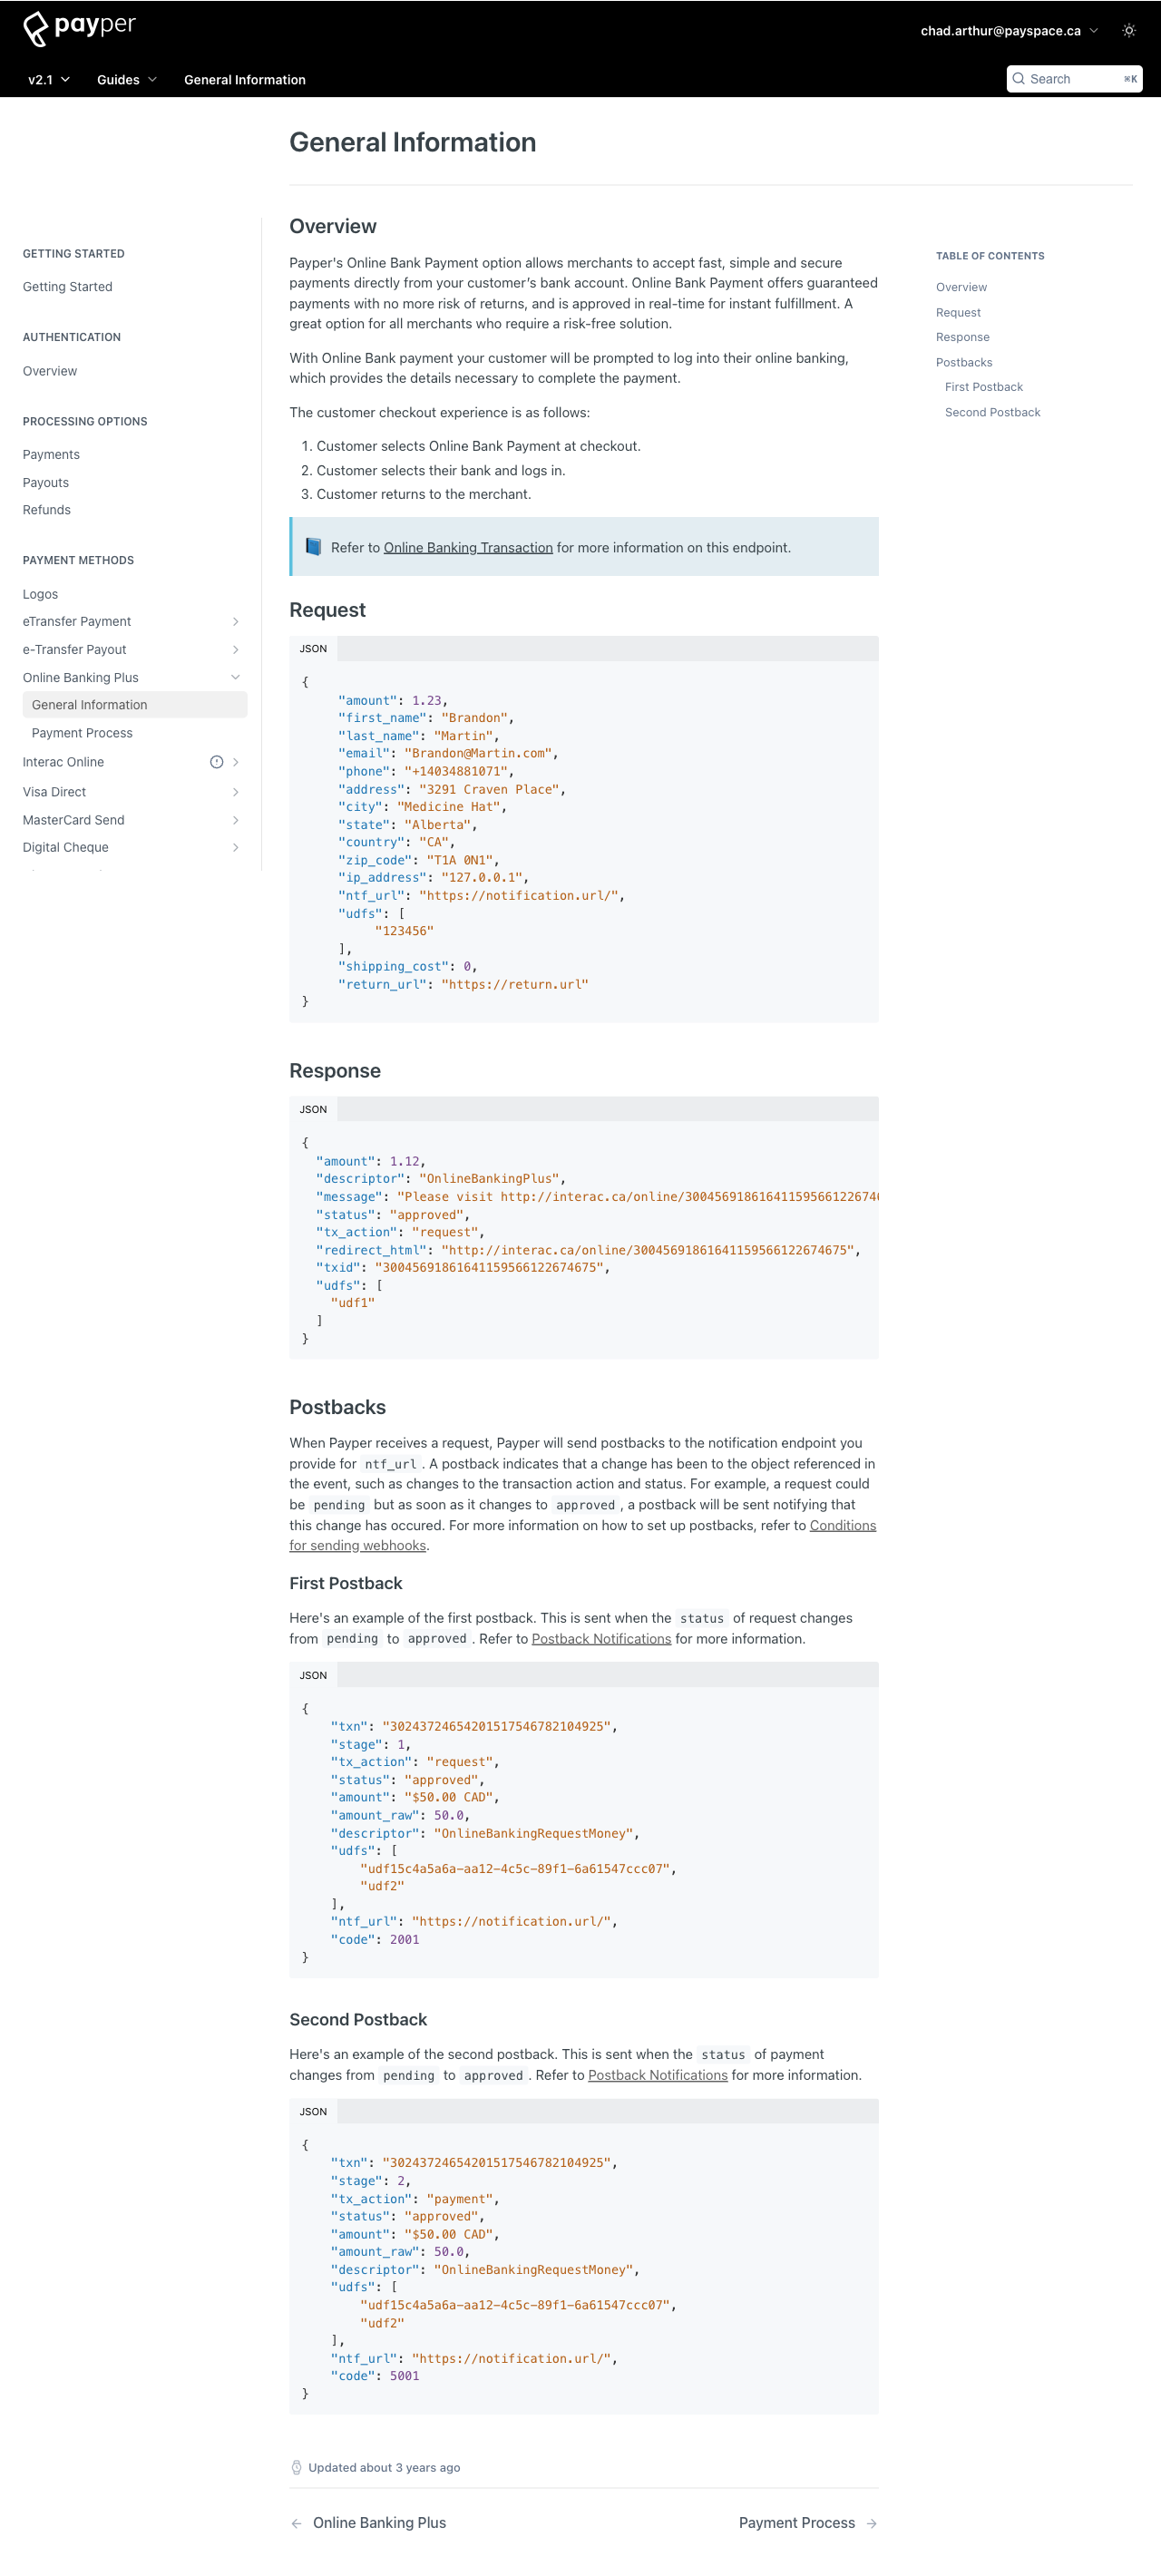 payper
chad.arthur@payspace.ca
v2.1
Guides
General Information
Search
⌘K
General Information
GETTING STARTED
Getting Started
AUTHENTICATION
Overview
PROCESSING OPTIONS
Payments
Payouts
Refunds
PAYMENT METHODS
Logos
eTransfer Payment
e-Transfer Payout
Online Banking Plus
General Information
Payment Process
Interac Online
Visa Direct
MasterCard Send
Digital Cheque
Overview
Payper's Online Bank Payment option allows merchants to accept fast, simple and secure
payments directly from your customer's bank account. Online Bank Payment offers guaranteed
payments with no more risk of returns, and is approved in real-time for instant fulfillment. A
great option for all merchants who require a risk-free solution.
With Online Bank payment your customer will be prompted to log into their online banking,
which provides the details necessary to complete the payment.
The customer checkout experience is as follows:
1. Customer selects Online Bank Payment at checkout.
2. Customer selects their bank and logs in.
3. Customer returns to the merchant.
Refer to Online Banking Transaction for more information on this endpoint.
Request
JSON
{
"amount": 1.23,
"first_name": "Brandon",
"last_name": "Martin",
"email": "Brandon@Martin.com",
"phone": "+14034881071",
"address": "3291 Craven Place",
"city": "Medicine Hat",
"state": "Alberta",
"country": "CA",
"zip_code": "T1A 0N1",
"ip_address": "127.0.0.1",
"ntf_url": "https://notification.url/",
"udfs": [
"123456"
],
"shipping_cost": 0,
"return_url": "https://return.url"
}
Response
JSON
{
"amount": 1.12,
"descriptor": "OnlineBankingPlus",
"message": "Please visit http://interac.ca/online/300456918616411595661226746
"status": "approved",
"tx_action": "request",
"redirect_html": "http://interac.ca/online/30045691861641159566122674675",
"txid": "30045691861641159566122674675",
"udfs": [
"udf1"
]
}
Postbacks
When Payper receives a request, Payper will send postbacks to the notification endpoint you
provide for ntf_url. A postback indicates that a change has been to the object referenced in
the event, such as changes to the transaction action and status. For example, a request could
be pending but as soon as it changes to approved, a postback will be sent notifying that
this change has occured. For more information on how to set up postbacks, refer to Conditions
for sending webhooks.
First Postback
Here's an example of the first postback. This is sent when the status of request changes
from pending to approved. Refer to Postback Notifications for more information.
JSON
{
"txn": "30243724654201517546782104925",
"stage": 1,
"tx_action": "request",
"status": "approved",
"amount": "$50.00 CAD",
"amount_raw": 50.0,
"descriptor": "OnlineBankingRequestMoney",
"udfs": [
"udf15c4a5a6a-aa12-4c5c-89f1-6a61547ccc07",
"udf2"
],
"ntf_url": "https://notification.url/",
"code": 2001
}
Second Postback
Here's an example of the second postback. This is sent when the status of payment
changes from pending to approved. Refer to Postback Notifications for more information.
JSON
{
"txn": "30243724654201517546782104925",
"stage": 2,
"tx_action": "payment",
"status": "approved",
"amount": "$50.00 CAD",
"amount_raw": 50.0,
"descriptor": "OnlineBankingRequestMoney",
"udfs": [
"udf15c4a5a6a-aa12-4c5c-89f1-6a61547ccc07",
"udf2"
],
"ntf_url": "https://notification.url/",
"code": 5001
}
Updated about 3 years ago
Online Banking Plus
Payment Process
TABLE OF CONTENTS
Overview
Request
Response
Postbacks
First Postback
Second Postback